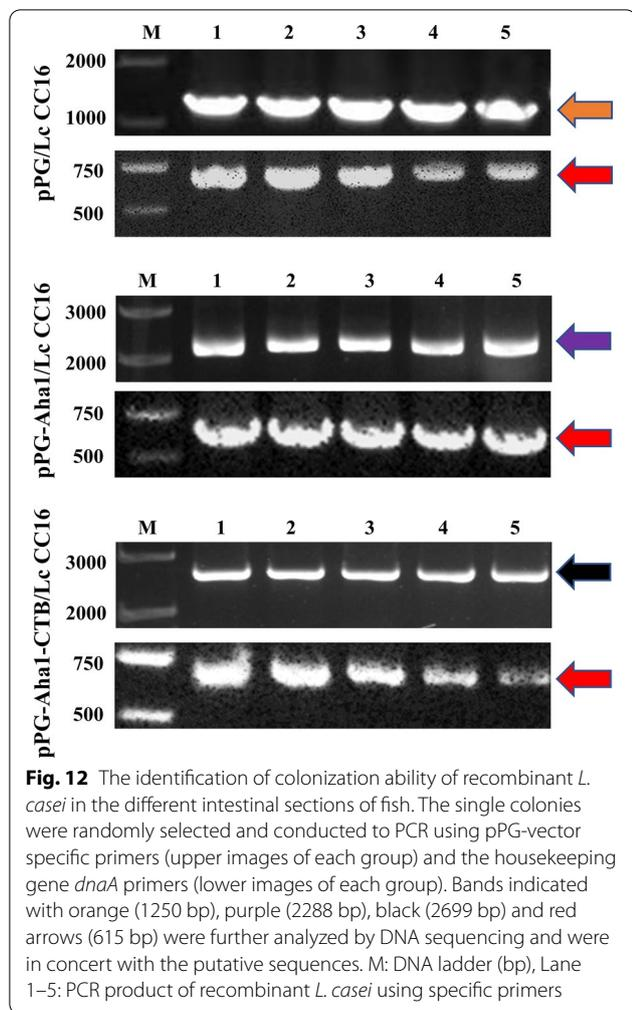 M 1 2 3 4 5
2000
1000
pPG/Lc CC16
750
500
M 1 2 3 4 5
3000
2000
pPG-Aha1/Lc CC16
750
500
M 1 2 3 4 5
3000
2000
pPG-Aha1-CTB/Lc CC16
750
500
Fig. 12 The identification of colonization ability of recombinant L.
casei in the different intestinal sections of fish. The single colonies
were randomly selected and conducted to PCR using pPG-vector
specific primers (upper images of each group) and the housekeeping
gene dnaA primers (lower images of each group). Bands indicated
with orange (1250 bp), purple (2288 bp), black (2699 bp) and red
arrows (615 bp) were further analyzed by DNA sequencing and were
in concert with the putative sequences. M: DNA ladder (bp), Lane
1–5: PCR product of recombinant L. casei using specific primers